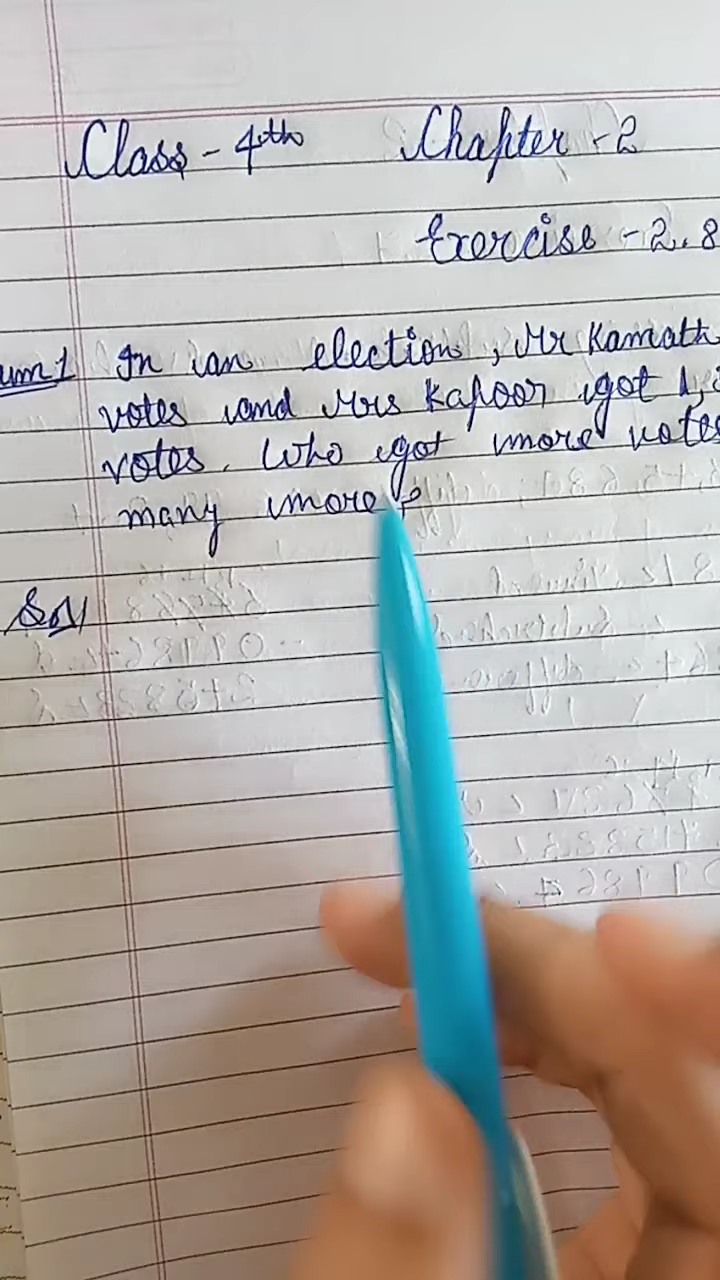 Class - 4th Chapter - 2
Exercise - 2.8
In an election, Mr Kamath
votes and Mrs Kapoor got 1,
votes. Who got more votes
many more?
Sol